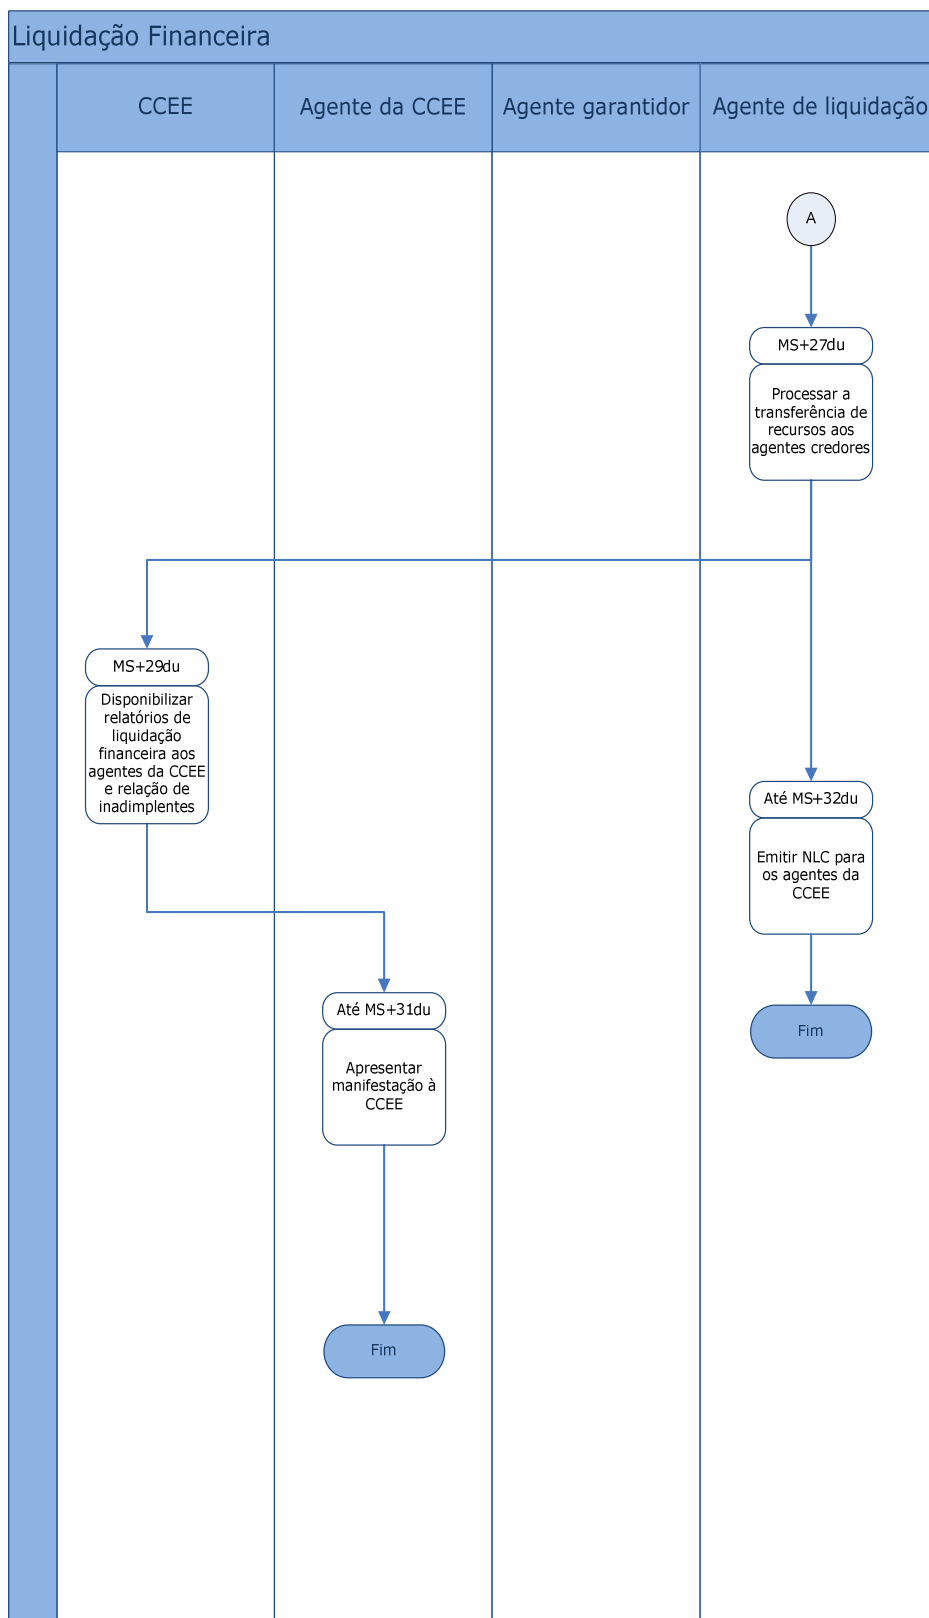 Liquidação Financeira
CCEE
Agente da CCEE
Agente garantidor
Agente de liquidação
A
MS+27du
Processar a
transferência de
recursos aos
agentes credores
MS+29du
Disponibilizar
relatórios de
liquidação
financeira aos
agentes da CCEE
e relação de
inadimplentes
Até MS+32du
Emitir NLC para
os agentes da
CCEE
Até MS+31du
Apresentar
manifestação à
CCEE
Fim
Fim